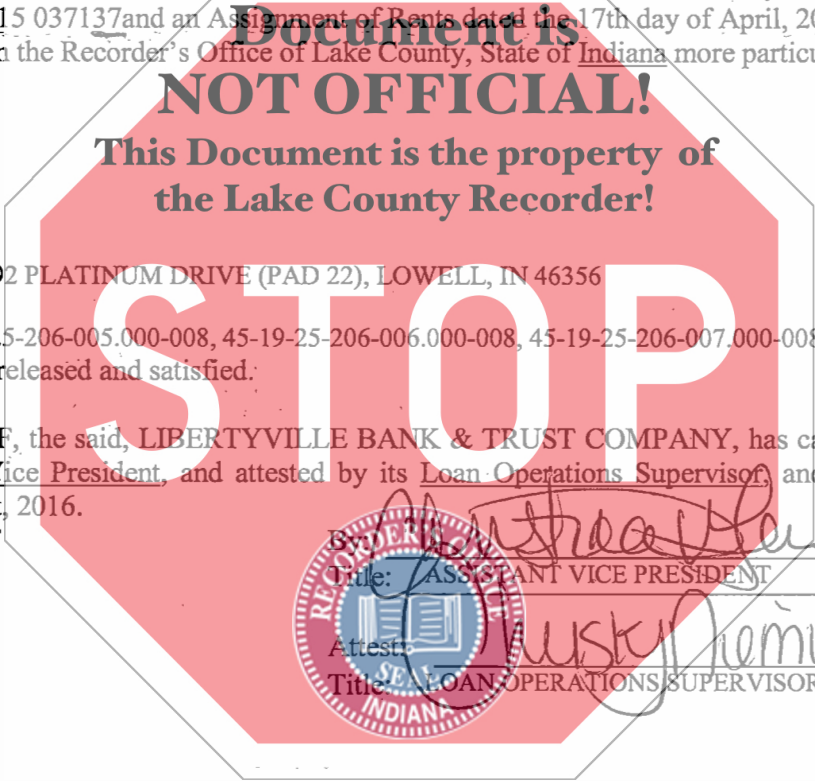 15 037137and an Assignment of Rents dated the 17th day of April, 20
Document is
the Recorder's Office of Lake County, State of Indiana more particu
NOT OFFICIAL!
This Document is the property of
the Lake County Recorder!
2 PLATINUM DRIVE (PAD 22), LOWELL, IN 46356
STOP
5-206-005.000-008, 45-19-25-206-006.000-008, 45-19-25-206-007.000-008
released and satisfied.
F, the said, LIBERTYVILLE BANK & TRUST COMPANY, has ca
ice President, and attested by its Loan Operations Supervisor, and
, 2016.
By:
Title: ASSISTANT VICE PRESIDENT
Attest:
Title: LOAN OPERATIONS SUPERVISOR
RECORDER'S OFFICE
SEAL
INDIANA